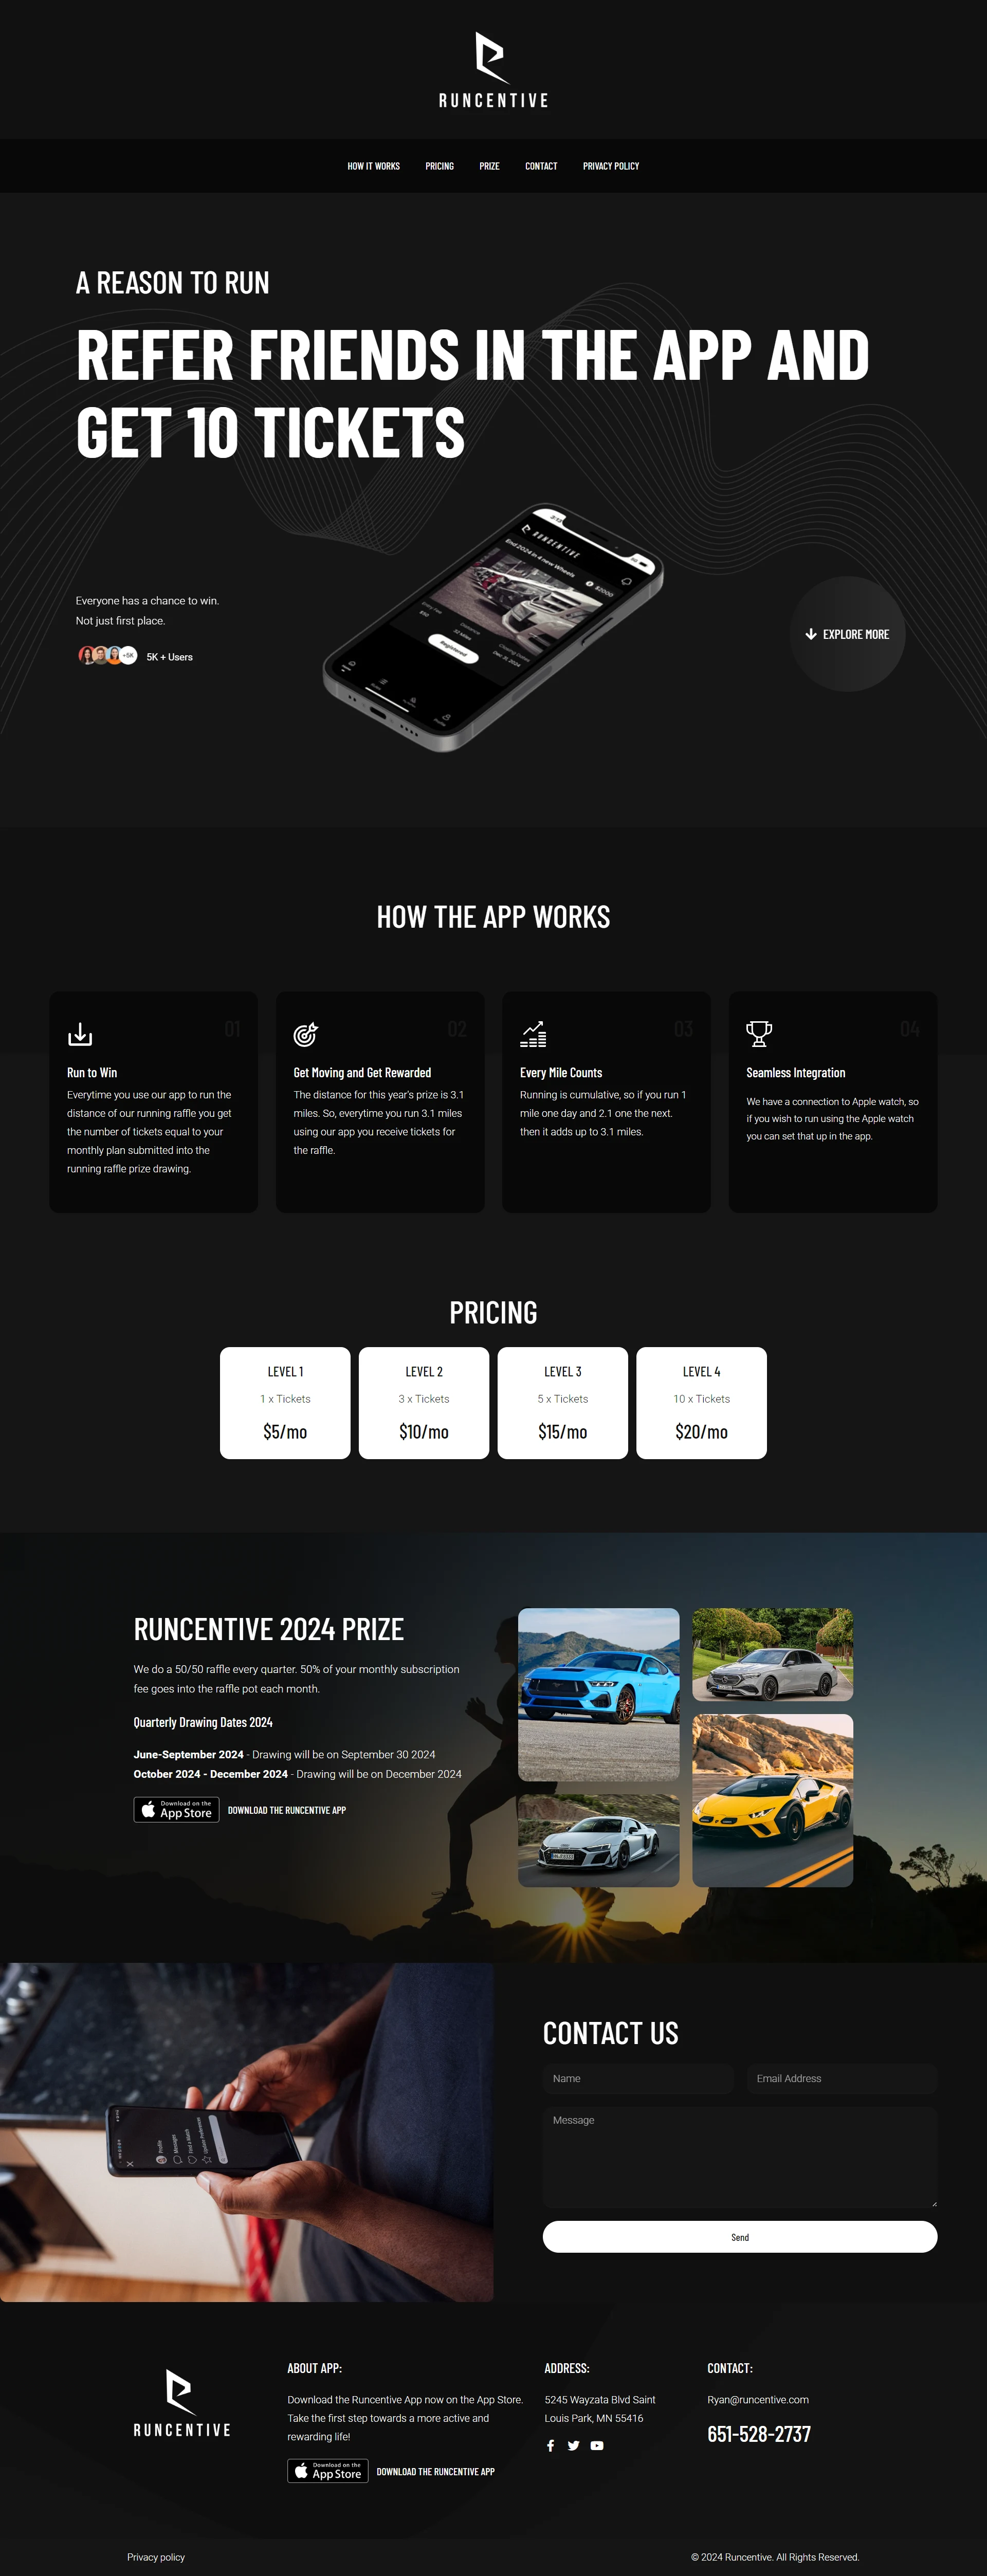 RUNCENTIVE
HOW IT WORKS
PRICING
PRIZE
CONTACT
PRIVACY POLICY
A REASON TO RUN
REFER FRIENDS IN THE APP AND
GET 10 TICKETS
RUNCENTIVE
End 2024 in 4 new Wheels
$2000
Distance
Registered
Everyone has a chance to win.
Not just first place.
+5K
5K + Users
EXPLORE MORE
HOW THE APP WORKS
01
Run to Win
Everytime you use our app to run the
distance of our running raffle you get
the number of tickets equal to your
monthly plan submitted into the
running raffle prize drawing.
02
Get Moving and Get Rewarded
The distance for this year's prize is 3.1
miles. So, everytime you run 3.1 miles
using our app you receive tickets for
the raffle.
03
Every Mile Counts
Running is cumulative, so if you run 1
mile one day and 2.1 one the next.
then it adds up to 3.1 miles.
04
Seamless Integration
We have a connection to Apple watch, so
if you wish to run using the Apple watch
you can set that up in the app.
PRICING
LEVEL 1
1 x Tickets
$5/mo
LEVEL 2
3 x Tickets
$10/mo
LEVEL 3
5 x Tickets
$15/mo
LEVEL 4
10 x Tickets
$20/mo
RUNCENTIVE 2024 PRIZE
We do a 50/50 raffle every quarter. 50% of your monthly subscription
fee goes into the raffle pot each month.
Quarterly Drawing Dates 2024
June-September 2024 - Drawing will be on September 30 2024
October 2024 - December 2024 - Drawing will be on December 2024
Download on the
App Store
DOWNLOAD THE RUNCENTIVE APP
Profile
Messages
Find a Match
Update Preferences
CONTACT US
Name
Email Address
Message
Send
RUNCENTIVE
ABOUT APP:
Download the Runcentive App now on the App Store.
Take the first step towards a more active and
rewarding life!
Download on the
App Store
DOWNLOAD THE RUNCENTIVE APP
ADDRESS:
5245 Wayzata Blvd Saint
Louis Park, MN 55416
CONTACT:
Ryan@runcentive.com
651-528-2737
Privacy policy
© 2024 Runcentive. All Rights Reserved.